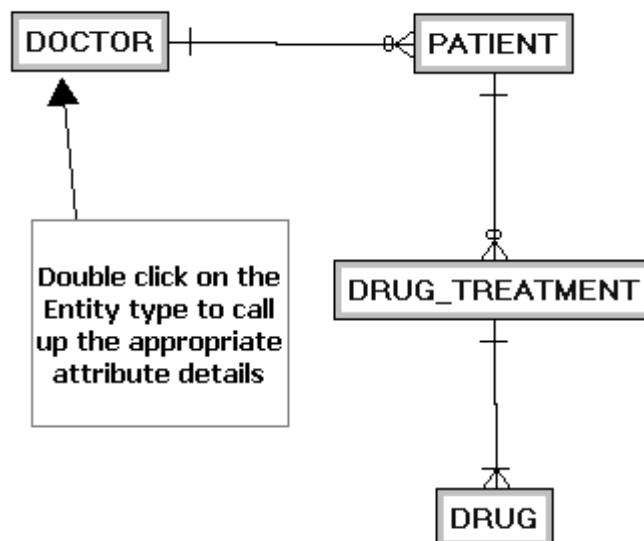 DOCTOR
PATIENT
Double click on the
Entity type to call
up the appropriate
attribute details
DRUG_TREATMENT
DRUG